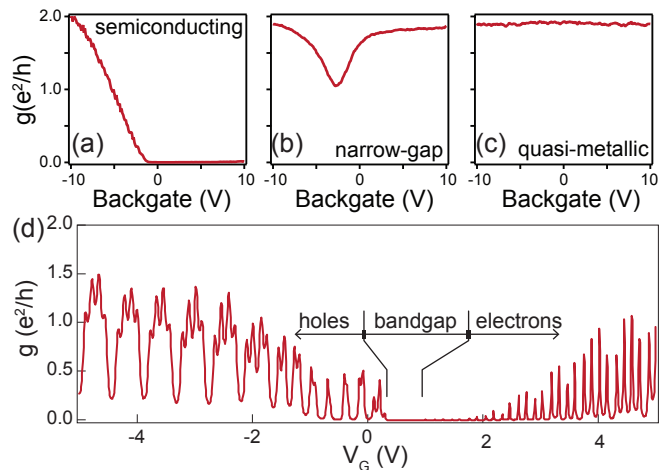 2.0
1.0
0.0
g(e²/h)
semiconducting
(a)
-10 0 10
Backgate (V)
(b)
narrow-gap
-10 0 10
Backgate (V)
(c)
quasi-metallic
-10 0 10
Backgate (V)
(d)
2.0
1.5
1.0
0.5
0.0
g (e²/h)
holes bandgap electrons
-4 -2 0 2 4
V_G (V)